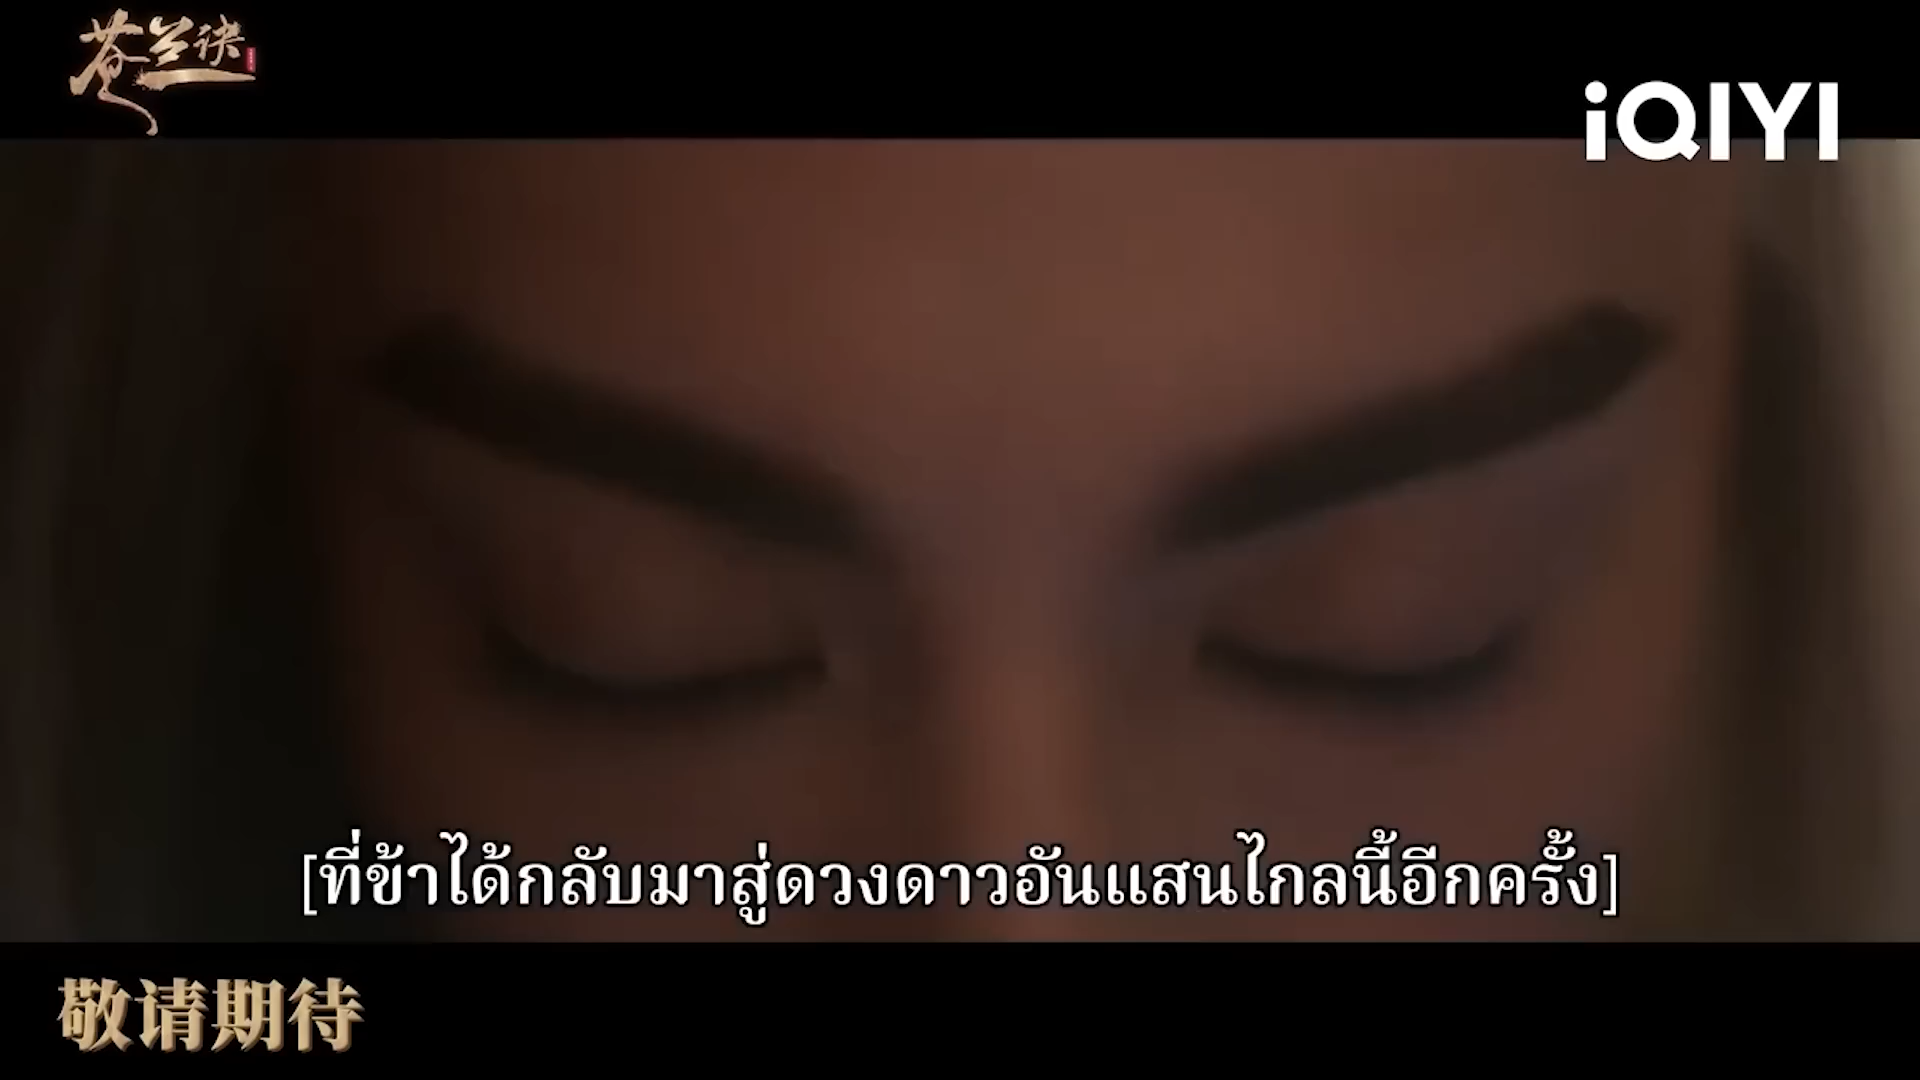 苍兰诀
iQIYI
[ที่ข้าได้กลับมาสู่ดวงดาวอันแสนไกลนี้อีกครั้ง]
敬请期待